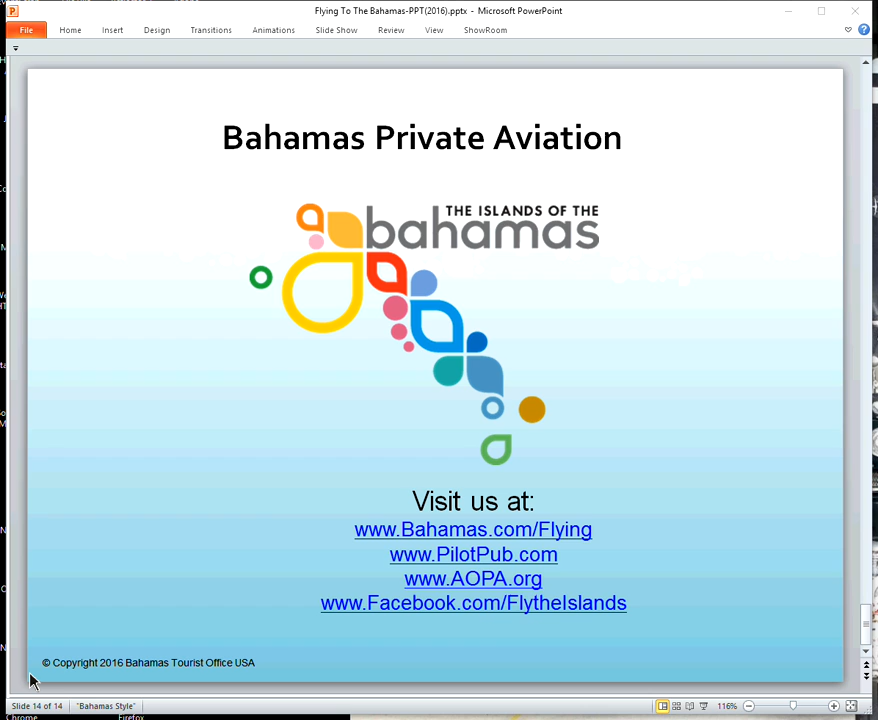 Flying To The Bahamas-PPT(2016).pptx - Microsoft PowerPoint
File Home Insert Design Transitions Animations Slide Show Review View ShowRoom
Bahamas Private Aviation
THE ISLANDS OF THE
bahamas
Visit us at:
www.Bahamas.com/Flying
www.PilotPub.com
www.AOPA.org
www.Facebook.com/FlytheIslands
© Copyright 2016 Bahamas Tourist Office USA
Slide 14 of 14 "Bahamas Style" 116%
Chrome Firefox